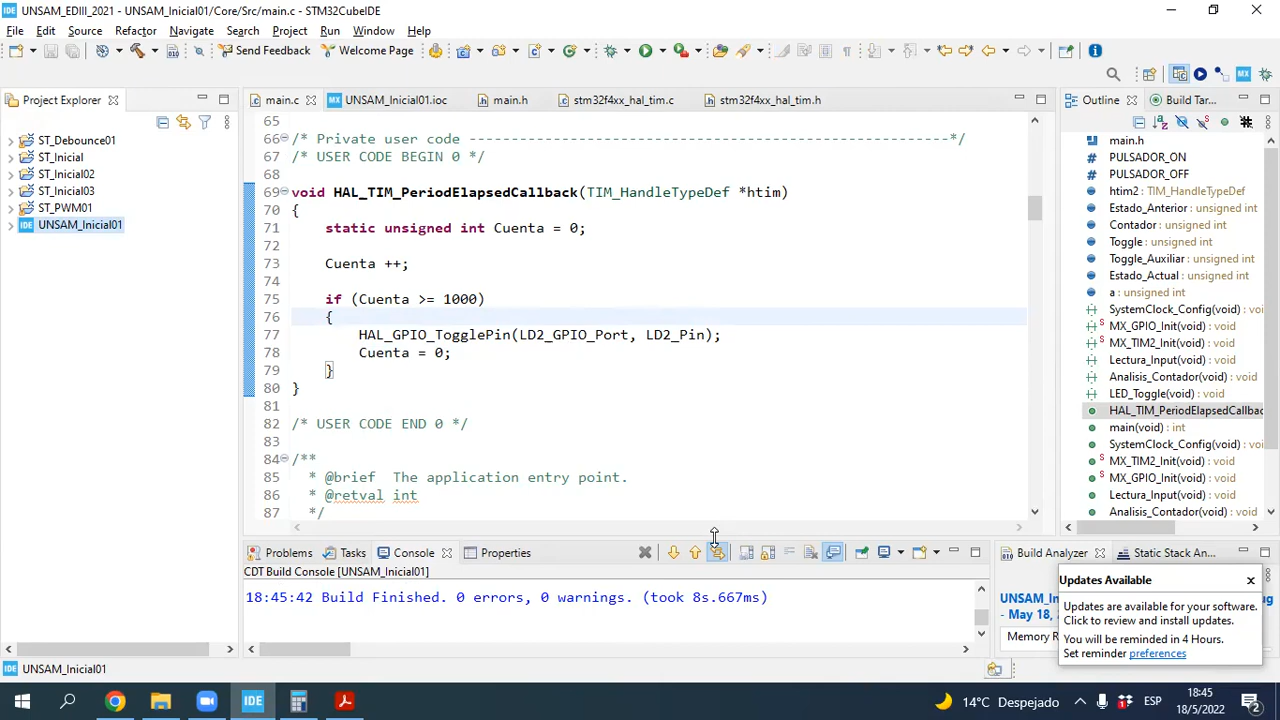 UNSAM_EDIII_2021 - UNSAM_Inicial01/Core/Src/main.c - STM32CubeIDE
File Edit Source Refactor Navigate Search Project Run Window Help
Send Feedback Welcome Page
Project Explorer
ST_Debounce01
ST_Inicial
ST_Inicial02
ST_Inicial03
ST_PWM01
UNSAM_Inicial01
main.c UNSAM_Inicial01.ioc main.h stm32f4xx_hal_tim.c stm32f4xx_hal_tim.h
65
66 /* Private user code ---------------------------------------------------------*/
67 /* USER CODE BEGIN 0 */
68
69 void HAL_TIM_PeriodElapsedCallback(TIM_HandleTypeDef *htim)
70 {
71 static unsigned int Cuenta = 0;
72
73 Cuenta ++;
74
75 if (Cuenta >= 1000)
76 {
77 HAL_GPIO_TogglePin(LD2_GPIO_Port, LD2_Pin);
78 Cuenta = 0;
79 }
80 }
81
82 /* USER CODE END 0 */
83
84 /**
85 * @brief The application entry point.
86 * @retval int
87 */
Outline Build Tar...
main.h
PULSADOR_ON
PULSADOR_OFF
htim2 : TIM_HandleTypeDef
Estado_Anterior : unsigned int
Contador : unsigned int
Toggle : unsigned int
Toggle_Auxiliar : unsigned int
Estado_Actual : unsigned int
a : unsigned int
SystemClock_Config(void) : void
MX_GPIO_Init(void) : void
MX_TIM2_Init(void) : void
Lectura_Input(void) : void
Analisis_Contador(void) : void
LED_Toggle(void) : void
HAL_TIM_PeriodElapsedCallbac
main(void) : int
SystemClock_Config(void) : void
MX_TIM2_Init(void) : void
MX_GPIO_Init(void) : void
Lectura_Input(void) : void
Analisis_Contador(void) : void
Problems Tasks Console Properties
CDT Build Console [UNSAM_Inicial01]
18:45:42 Build Finished. 0 errors, 0 warnings. (took 8s.667ms)
Build Analyzer Static Stack An...
UNSAM_In
- May 18,
Memory R
Updates Available
Updates are available for your software.
Click to review and install updates.
You will be reminded in 4 Hours.
Set reminder preferences
UNSAM_Inicial01
14°C Despejado ESP 18:45
18/5/2022
2